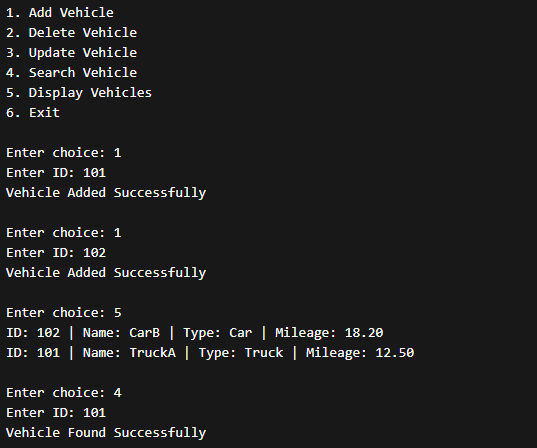 1. Add Vehicle
2. Delete Vehicle
3. Update Vehicle
4. Search Vehicle
5. Display Vehicles
6. Exit
Enter choice: 1
Enter ID: 101
Vehicle Added Successfully
Enter choice: 1
Enter ID: 102
Vehicle Added Successfully
Enter choice: 5
ID: 102 | Name: CarB | Type: Car | Mileage: 18.20
ID: 101 | Name: TruckA | Type: Truck | Mileage: 12.50
Enter choice: 4
Enter ID: 101
Vehicle Found Successfully